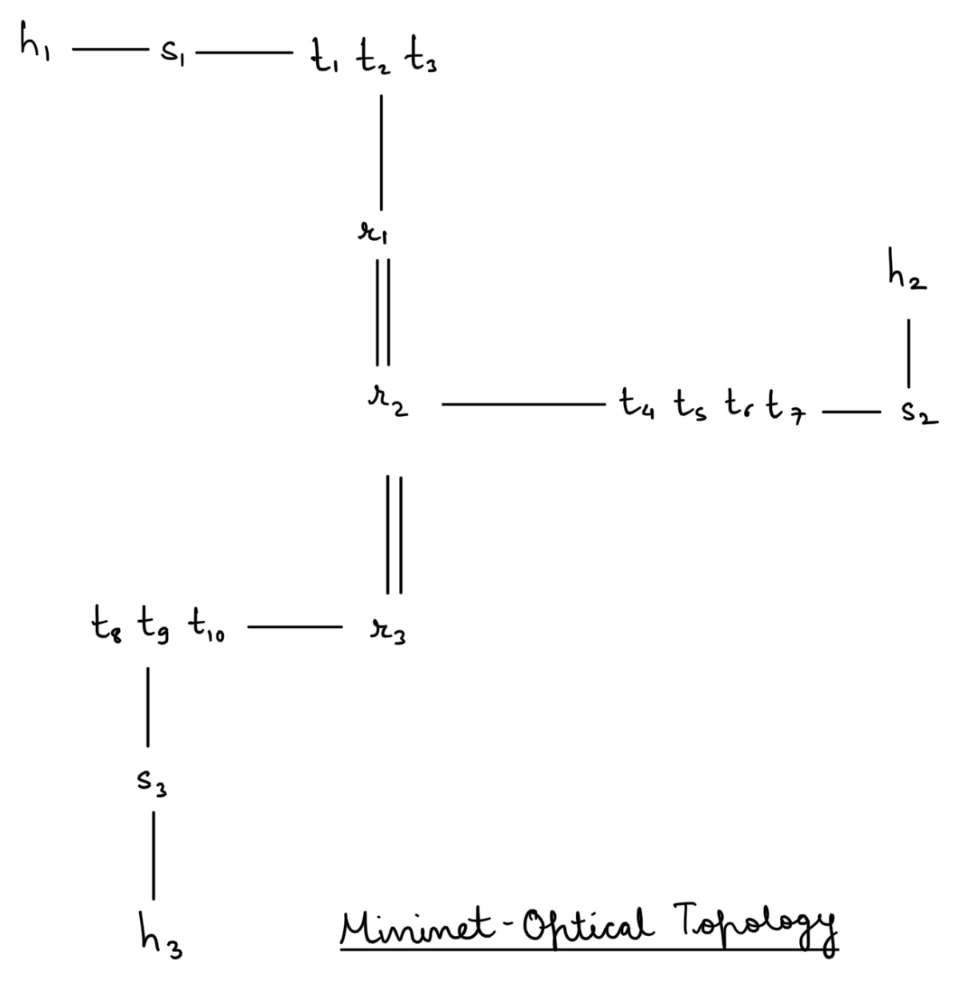 h₁ s₁ t₁ t₂ t₃
r₁
h₂
r₂ t₄ t₅ t₆ t₇ s₂
t₈ t₉ t₁₀ r₃
s₃
h₃
Mininet-Optical Topology